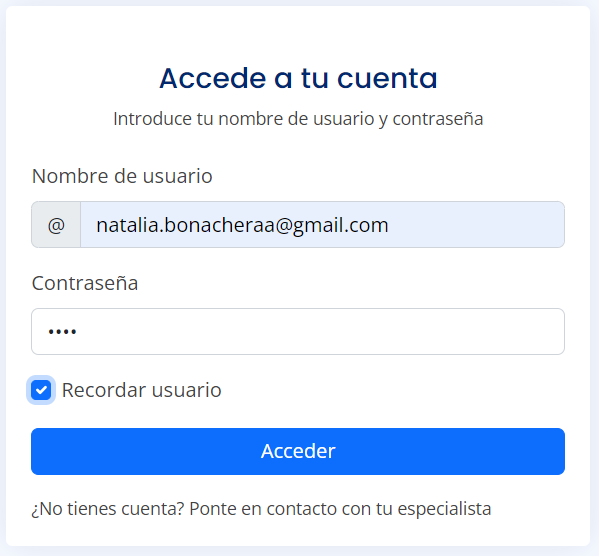 Accede a tu cuenta
Introduce tu nombre de usuario y contraseña
Nombre de usuario
@ natalia.bonacheraa@gmail.com
Contraseña
••••
Recordar usuario
Acceder
¿No tienes cuenta? Ponte en contacto con tu especialista